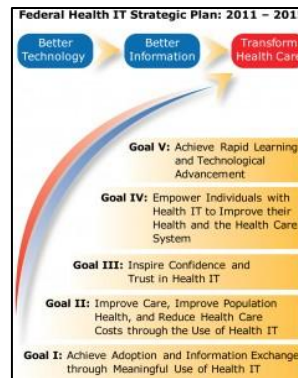 Federal Health IT Strategic Plan: 2011 – 201
Better
Technology
Better
Information
Transform
Health Care
Goal V: Achieve Rapid Learning
and Technological
Advancement
Goal IV: Empower Individuals with
Health IT to Improve their
Health and the Health Care
System
Goal III: Inspire Confidence and
Trust in Health IT
Goal II: Improve Care, Improve Population
Health, and Reduce Health Care
Costs through the Use of Health IT
Goal I: Achieve Adoption and Information Exchange
through Meaningful Use of Health IT